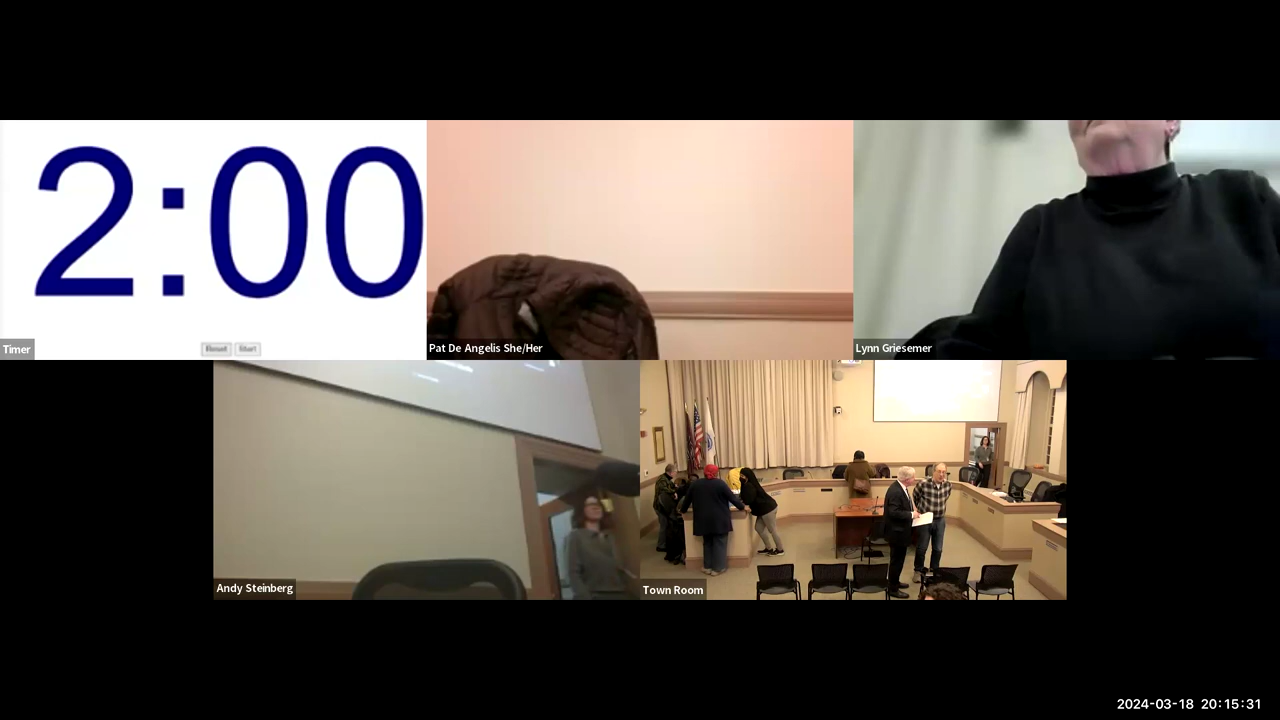 2:00
Timer
Reset Start
Pat De Angelis She/Her
Lynn Griesemer
Andy Steinberg
Town Room
2024-03-18 20:15:31